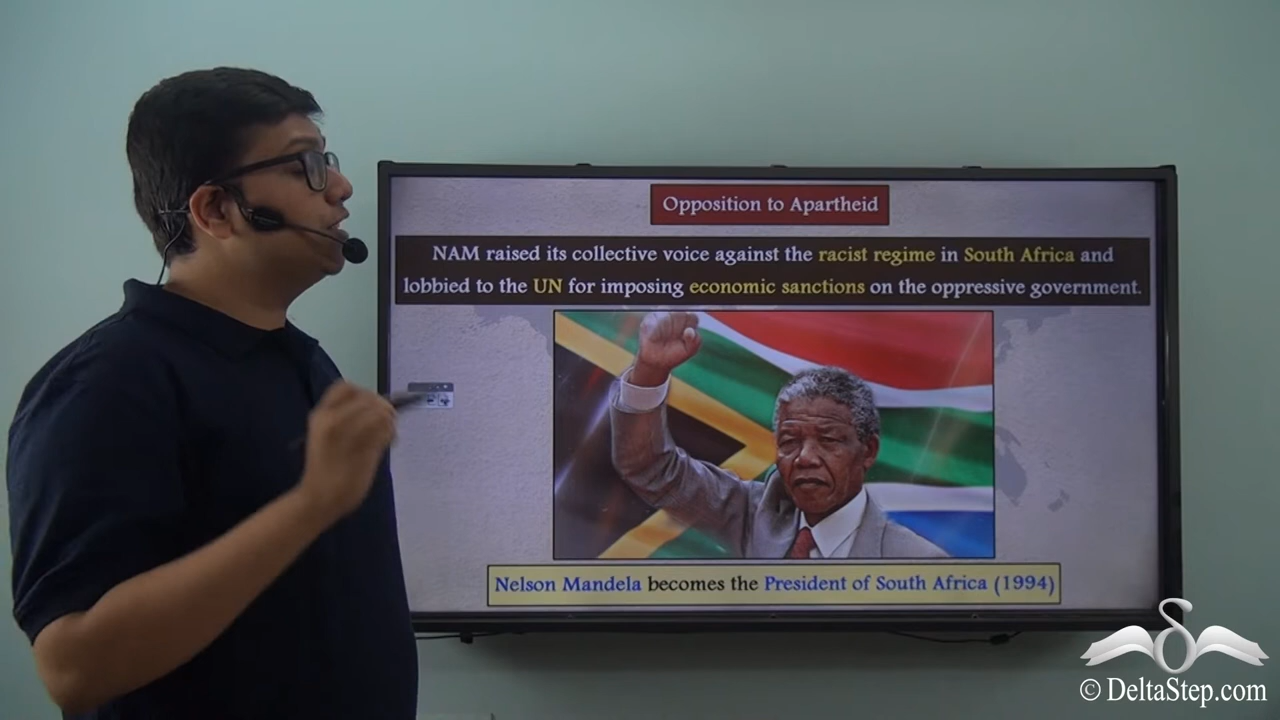 Opposition to Apartheid
NAM raised its collective voice against the racist regime in South Africa and
lobbied to the UN for imposing economic sanctions on the oppressive government.
Nelson Mandela becomes the President of South Africa (1994)
© DeltaStep.com